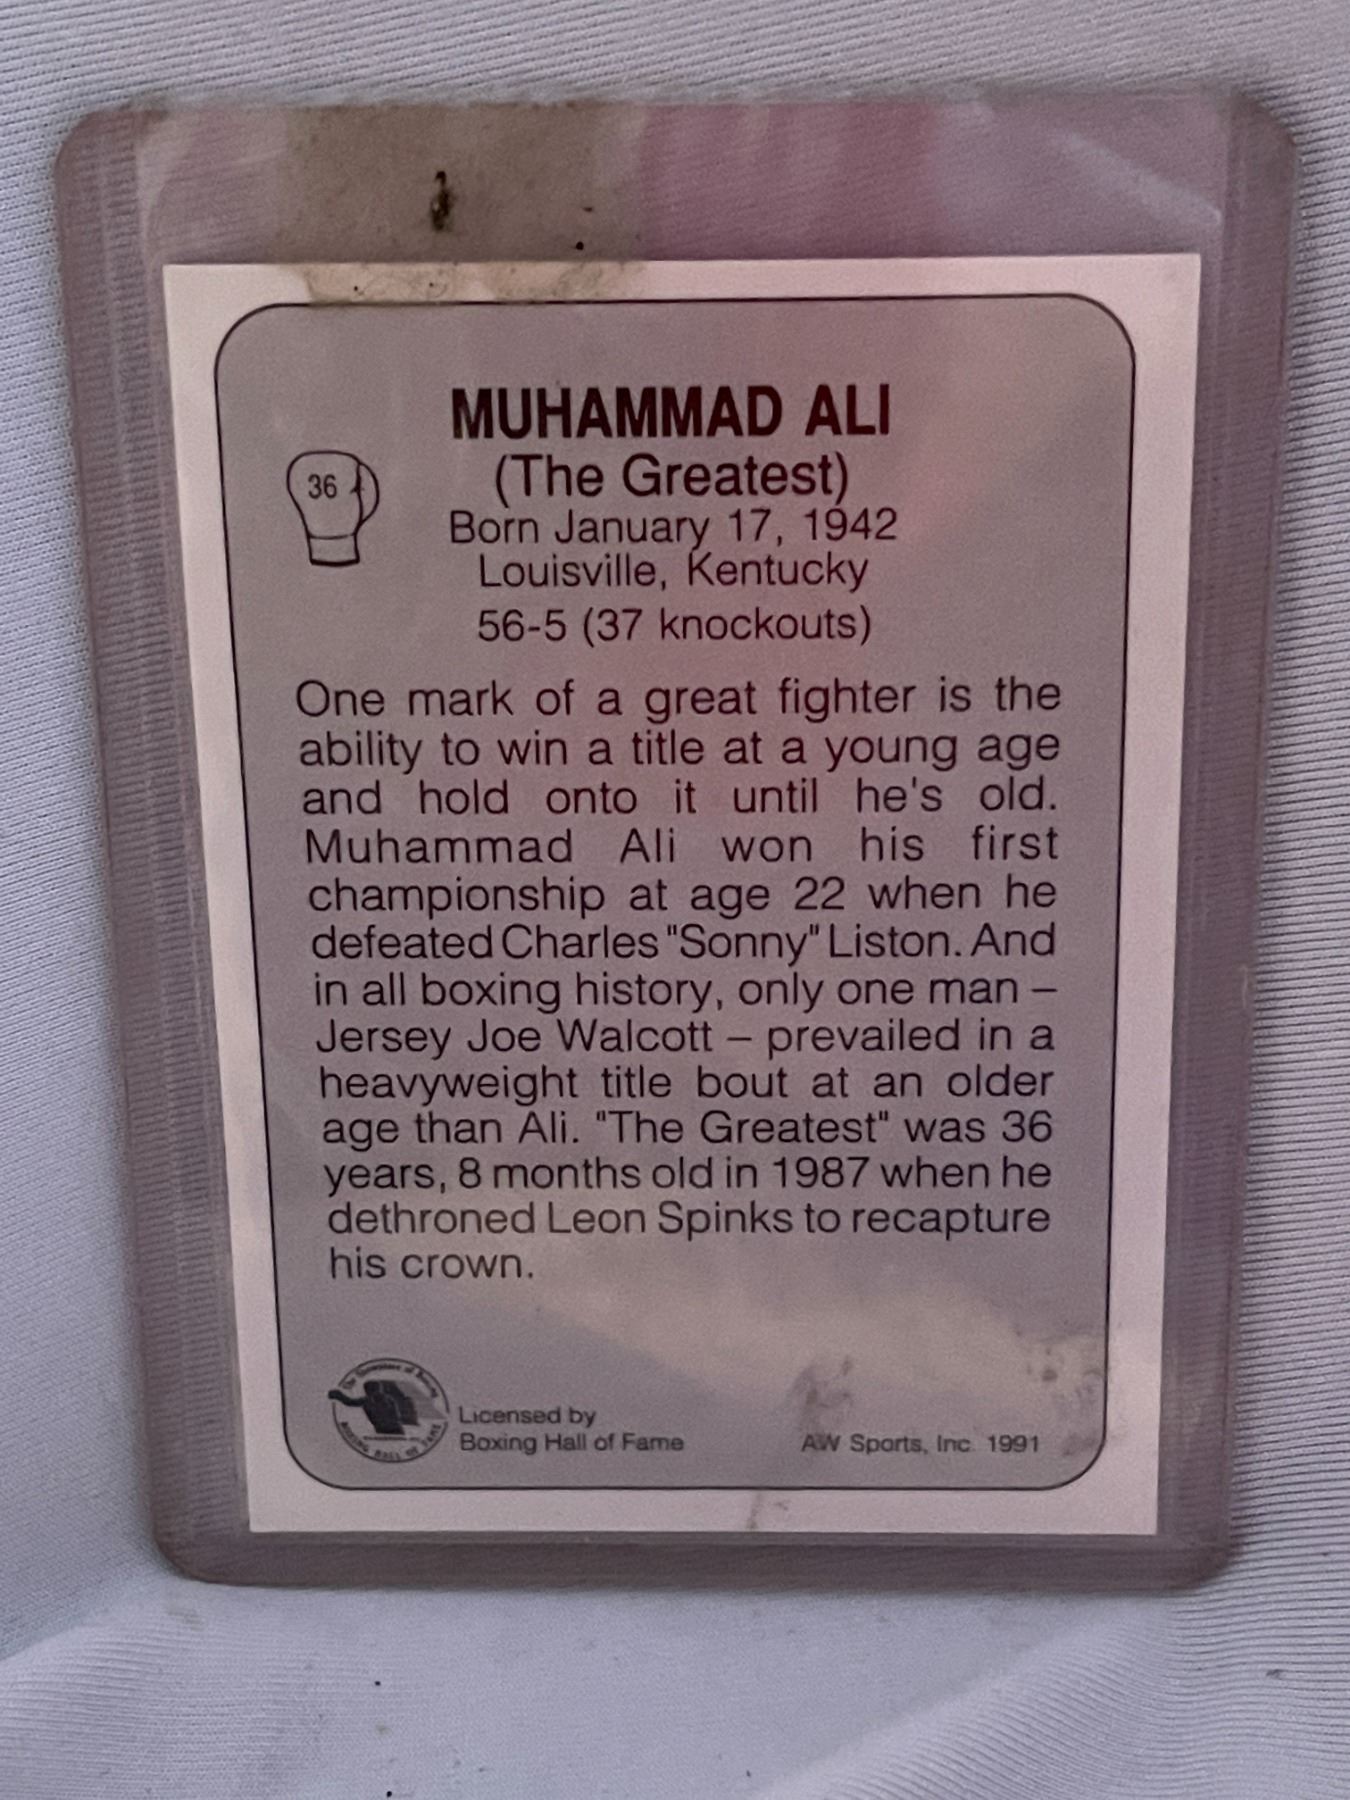 MUHAMMAD ALI
36
(The Greatest)
Born January 17, 1942
Louisville, Kentucky
56-5 (37 knockouts)
One mark of a great fighter is the
ability to win a title at a young age
and hold onto it until he's old.
Muhammad Ali won his first
championship at age 22 when he
defeated Charles "Sonny" Liston. And
in all boxing history, only one man –
Jersey Joe Walcott – prevailed in a
heavyweight title bout at an older
age than Ali. "The Greatest" was 36
years, 8 months old in 1987 when he
dethroned Leon Spinks to recapture
his crown.
BOXING HALL OF FAME
Licensed by
Boxing Hall of Fame
AW Sports, Inc. 1991